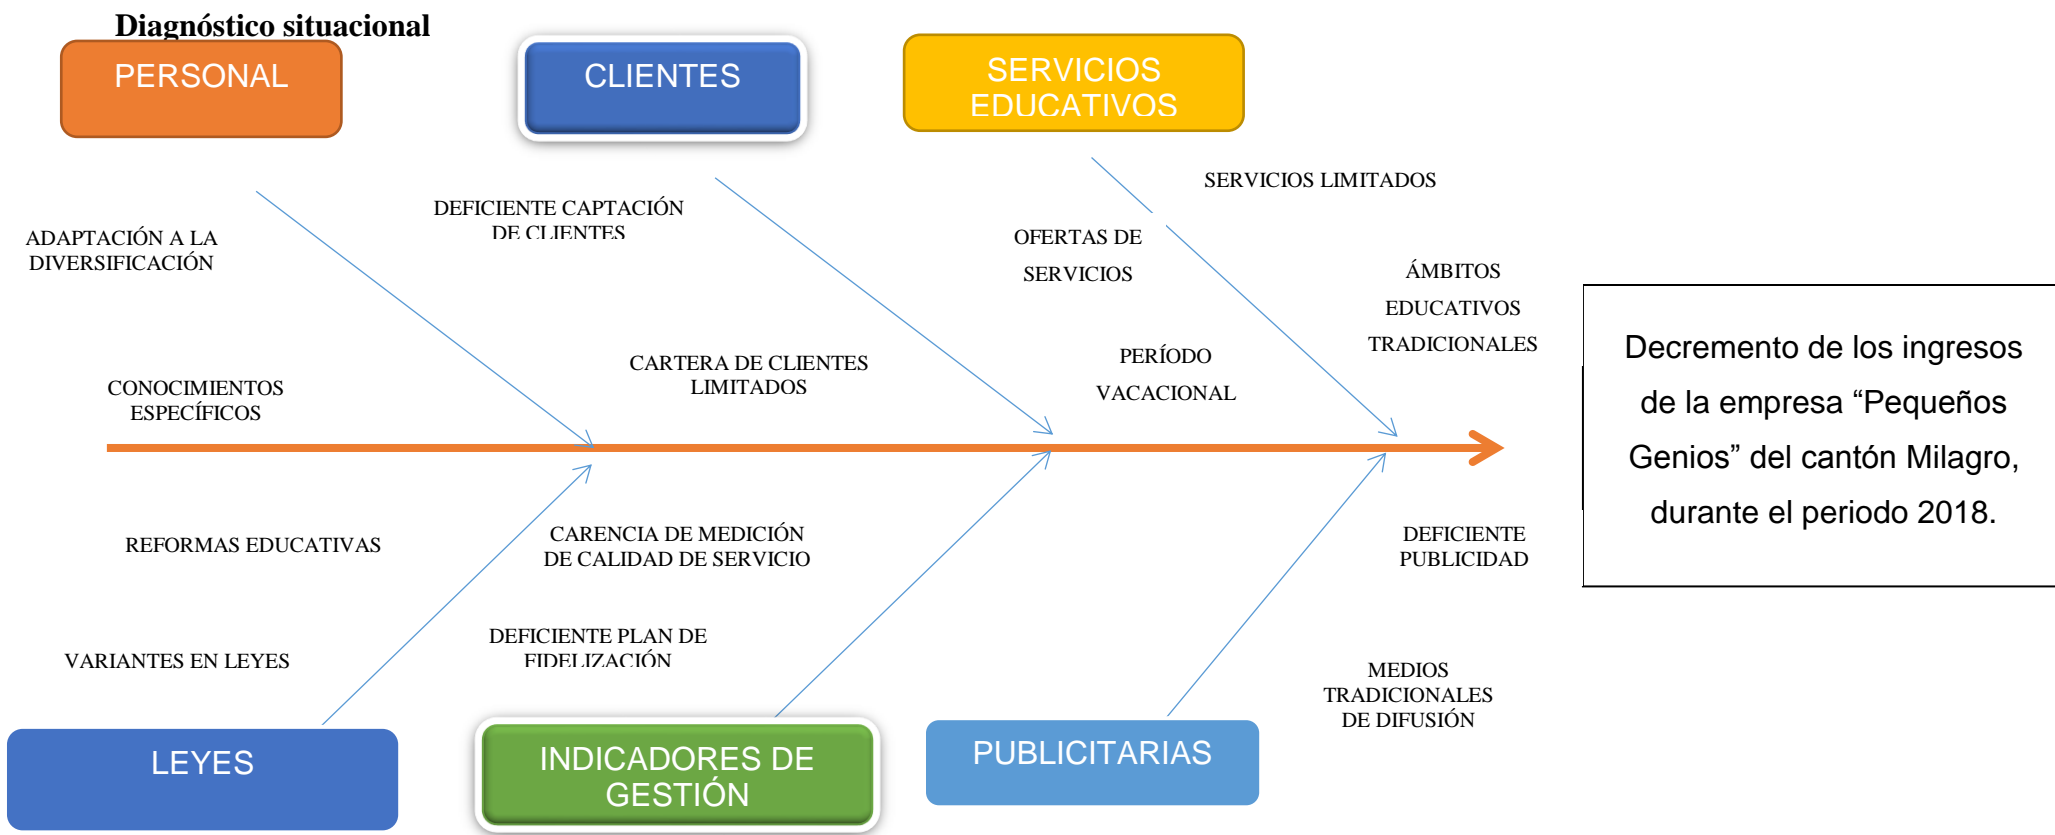 Diagnóstico situacional
PERSONAL
CLIENTES
SERVICIOS
EDUCATIVOS
ADAPTACIÓN A LA
DIVERSIFICACIÓN
CONOCIMIENTOS
ESPECÍFICOS
DEFICIENTE CAPTACIÓN
DE CLIENTES
CARTERA DE CLIENTES
LIMITADOS
OFERTAS DE
SERVICIOS
PERÍODO
VACACIONAL
SERVICIOS LIMITADOS
ÁMBITOS
EDUCATIVOS
TRADICIONALES
Decremento de los ingresos
de la empresa “Pequeños
Genios” del cantón Milagro,
durante el periodo 2018.
REFORMAS EDUCATIVAS
VARIANTES EN LEYES
CARENCIA DE MEDICIÓN
DE CALIDAD DE SERVICIO
DEFICIENTE PLAN DE
FIDELIZACIÓN
DEFICIENTE
PUBLICIDAD
MEDIOS
TRADICIONALES
DE DIFUSIÓN
LEYES
INDICADORES DE
GESTIÓN
PUBLICITARIAS